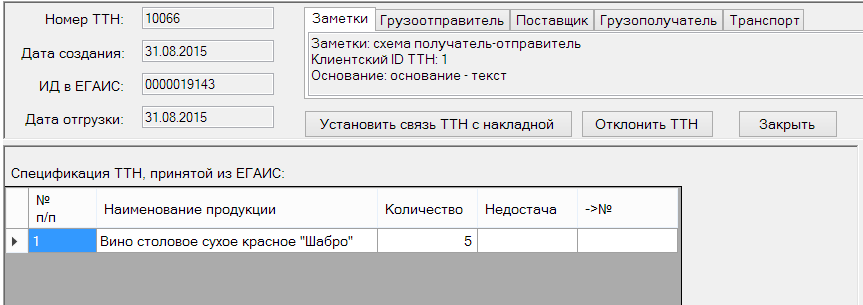 Номер ТТН: 10066
Дата создания: 31.08.2015
ИД в ЕГАИС: 0000019143
Дата отгрузки: 31.08.2015
Заметки Грузоотправитель Поставщик Грузополучатель Транспорт
Заметки: схема получатель-отправитель
Клиентский ID ТТН: 1
Основание: основание - текст
Установить связь ТТН с накладной Отклонить ТТН Закрыть
Спецификация ТТН, принятой из ЕГАИС:
№ п/п Наименование продукции Количество Недостача ->№
1 Вино столовое сухое красное "Шабро" 5